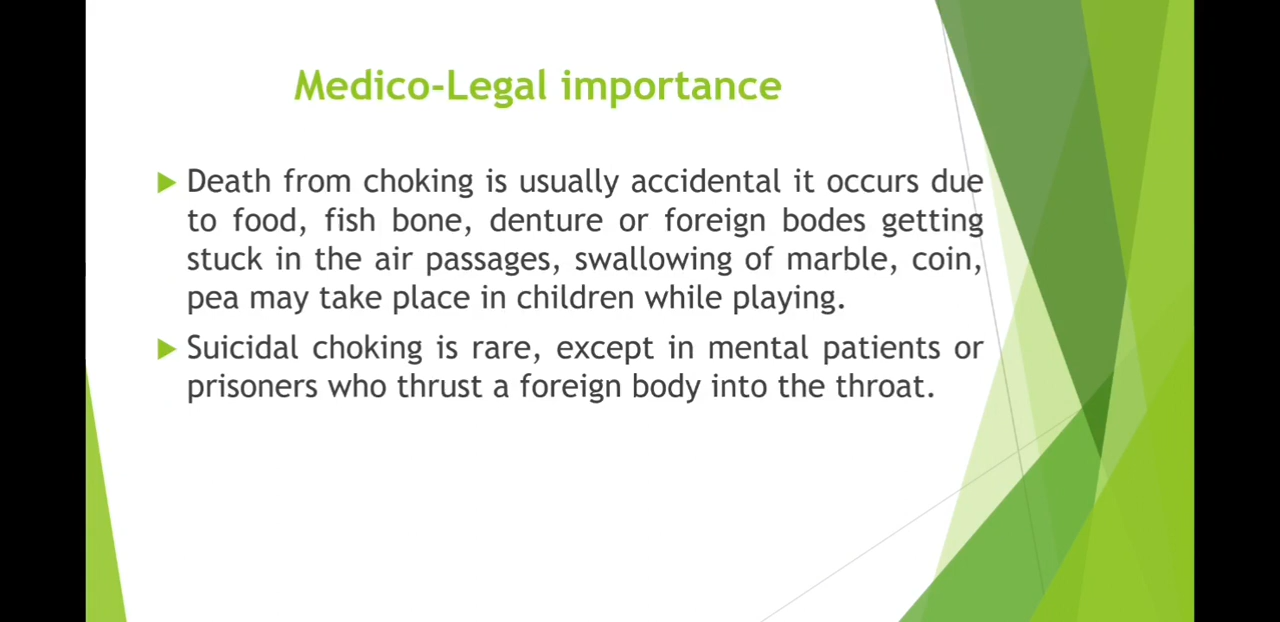 Medico-Legal importance
Death from choking is usually accidental it occurs due
to food, fish bone, denture or foreign bodes getting
stuck in the air passages, swallowing of marble, coin,
pea may take place in children while playing.
Suicidal choking is rare, except in mental patients or
prisoners who thrust a foreign body into the throat.